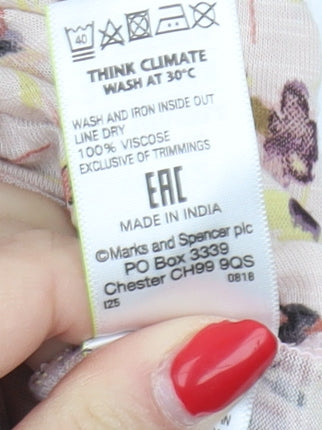 40
THINK CLIMATE
WASH AT 30°C
WASH AND IRON INSIDE OUT
LINE DRY
100% VISCOSE
EXCLUSIVE OF TRIMMINGS
EAC
MADE IN INDIA
©Marks and Spencer plc
PO Box 3339
Chester CH99 9QS
I25 0818